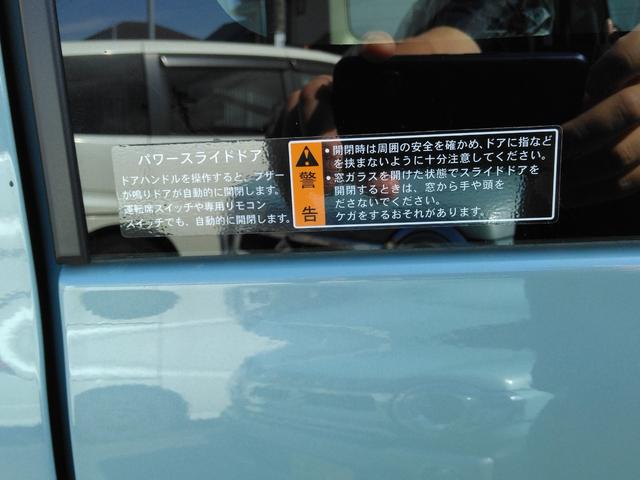 パワースライドドア
ドアハンドルを操作すると、ブザー
が鳴りドアが自動的に開閉します。
運転席スイッチや専用リモコン
スイッチでも、自動的に開閉します。
警告
• 開閉時は周囲の安全を確かめ、ドアに指など
を挟まないように十分注意してください。
• 窓ガラスを開けた状態でスライドドアを
開閉するときは、窓から手や頭を
ださないでください。
ケガをするおそれがあります。